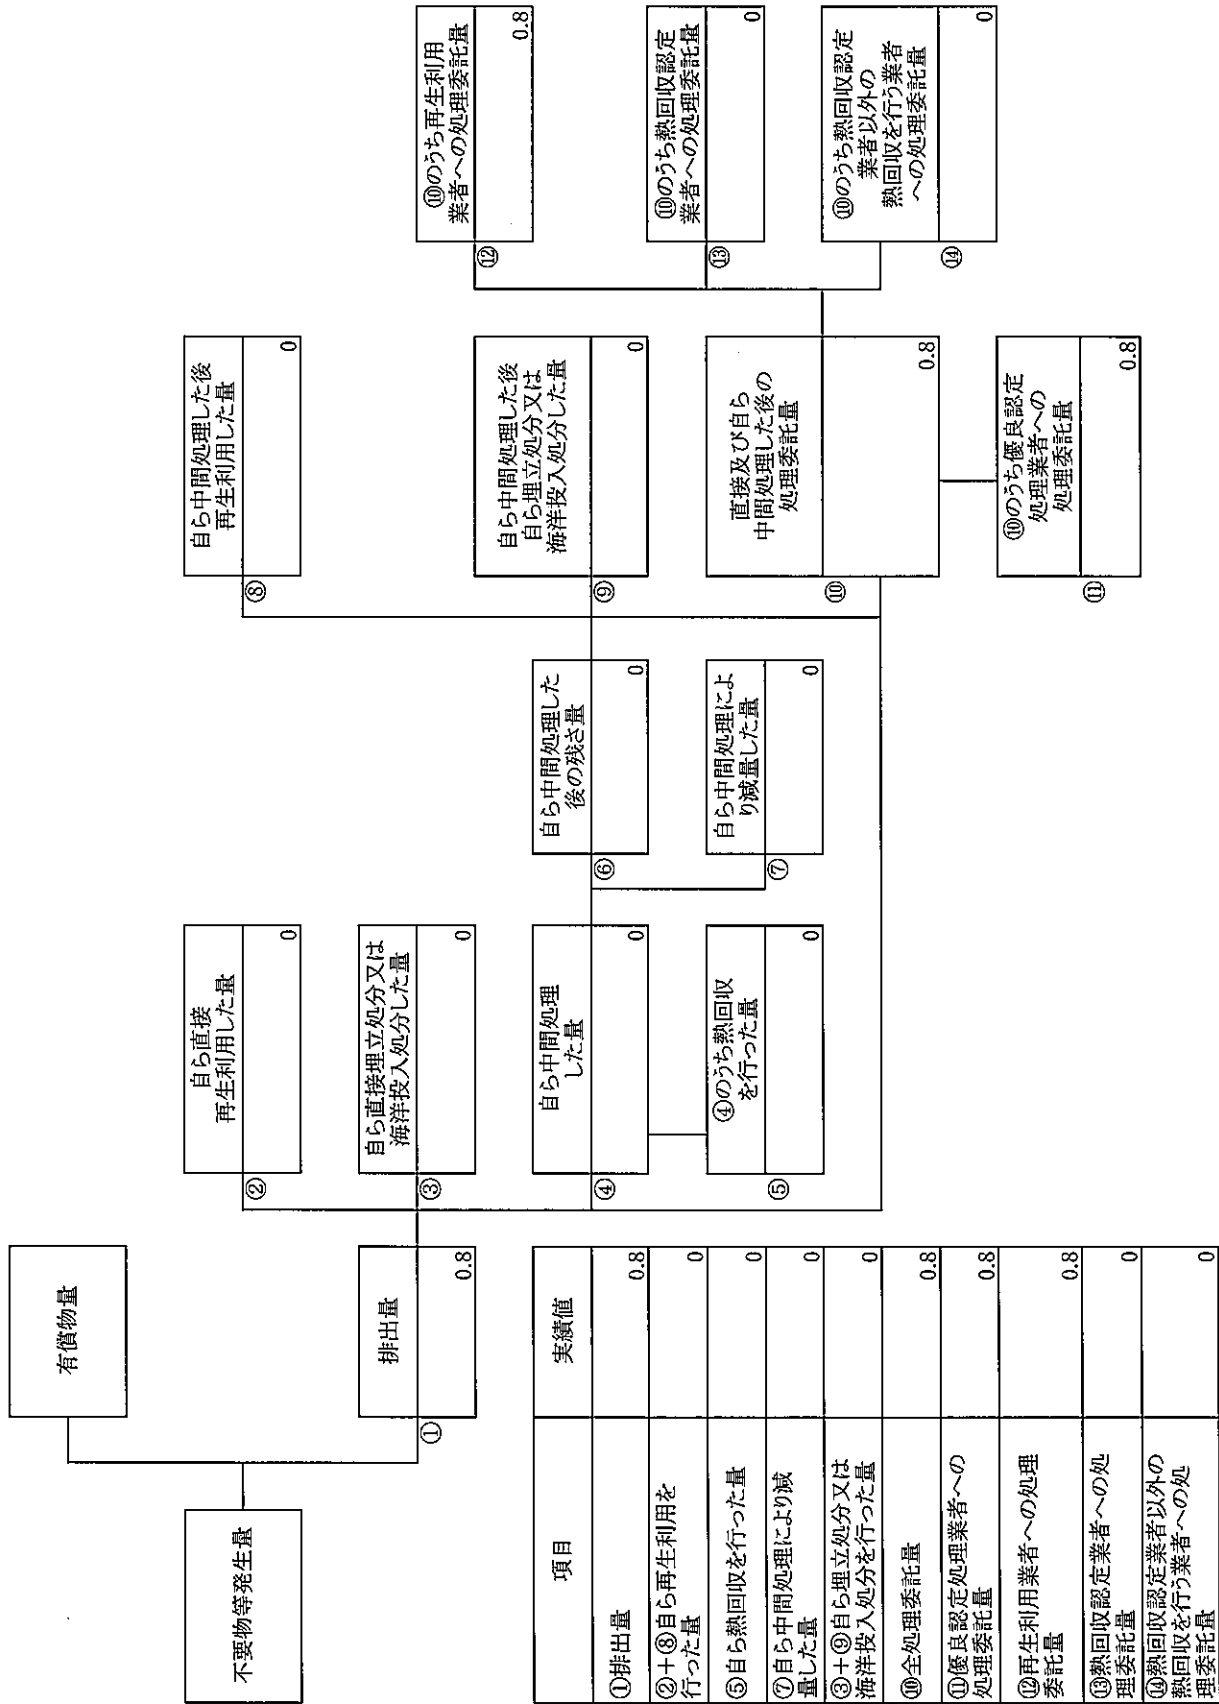 不要物等発生量
有償物量
①
排出量
0.8
②
自ら直接
再生利用した量
0
③
自ら直接埋立処分又は
海洋投入処分した量
0
④
自ら中間処理
した量
0
⑤
④のうち熱回収
を行った量
0
⑥
自ら中間処理した
後の残さ量
0
⑦
自ら中間処理によ
り減量した量
0
⑧
自ら中間処理した後
再生利用した量
0
⑨
自ら中間処理した後
自ら埋立処分又は
海洋投入処分した量
0
⑩
直接及び自ら
中間処理した後の
処理委託量
0.8
⑪
⑩のうち優良認定
処理業者への
処理委託量
0.8
⑫
⑩のうち再生利用
業者への処理委託量
0.8
⑬
⑩のうち熱回収認定
業者への処理委託量
0
⑭
⑩のうち熱回収認定
業者以外の
熱回収を行う業者
への処理委託量
0
項目 実績値
①排出量 0.8
②+⑧自ら再生利用を
行った量 0
⑤自ら熱回収を行った量 0
⑦自ら中間処理により減
量した量 0
③+⑨自ら埋立処分又は
海洋投入処分を行った量 0
⑩全処理委託量 0.8
⑪優良認定処理業者への
処理委託量 0.8
⑫再生利用業者への処理
委託量 0.8
⑬熱回収認定業者への処
理委託量 0
⑭熱回収認定業者以外の
熱回収を行う業者への処
理委託量 0